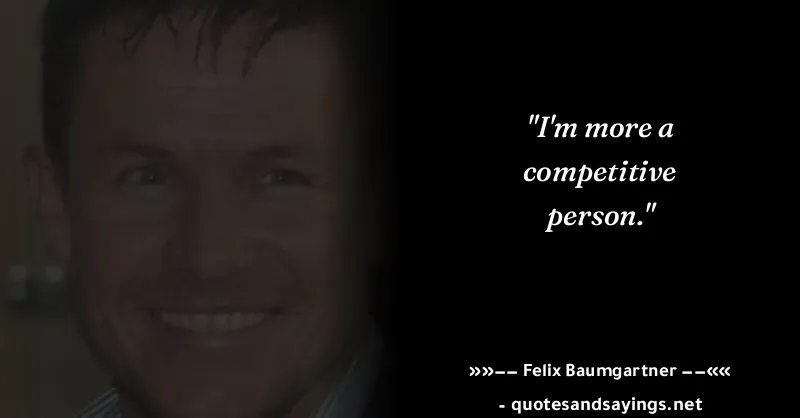 "I'm more a
competitive
person."
»»−− Felix Baumgartner −−««
- quotesandsayings.net